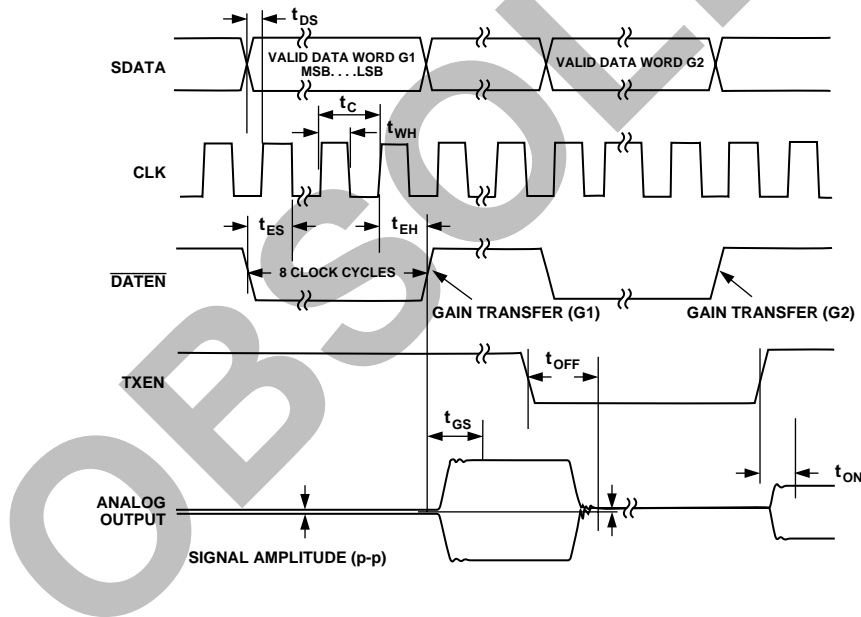 tDS
SDATA
VALID DATA WORD G1
MSB. . . .LSB
VALID DATA WORD G2
tC
tWH
CLK
tES
tEH
8 CLOCK CYCLES
DATEN
GAIN TRANSFER (G1)
GAIN TRANSFER (G2)
TXEN
tOFF
tGS
tON
ANALOG
OUTPUT
SIGNAL AMPLITUDE (p-p)
OBSOL